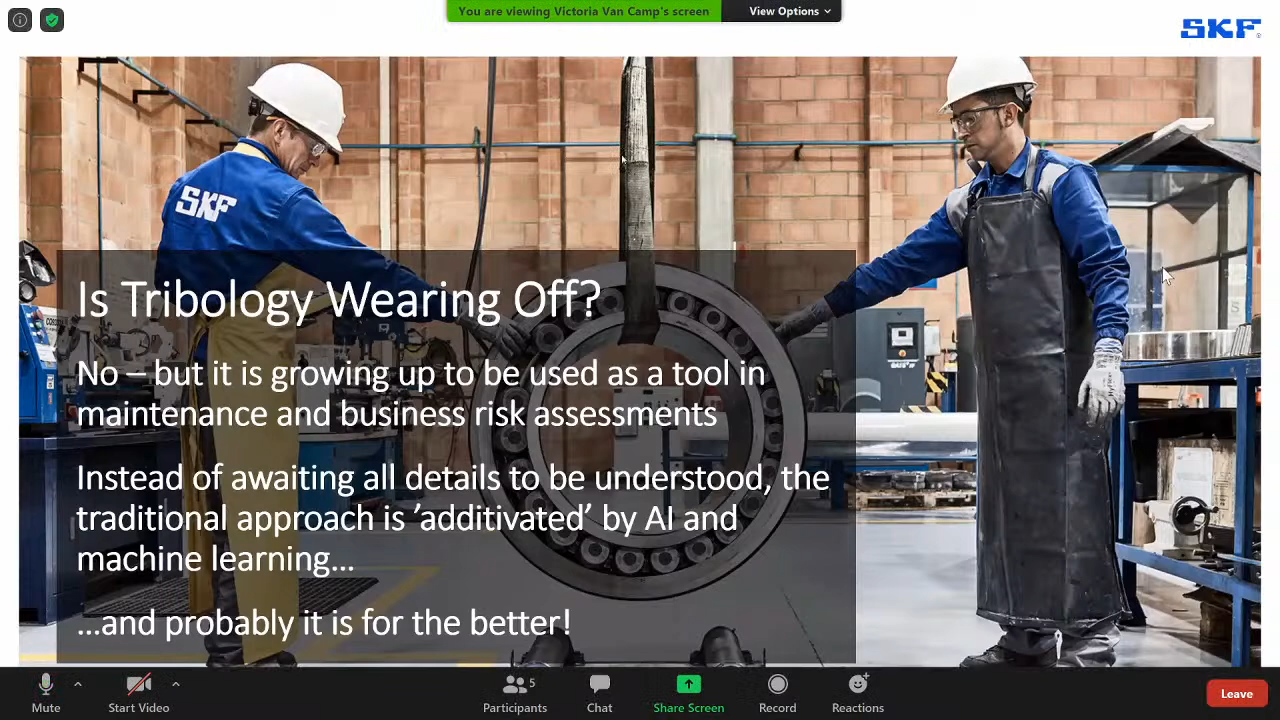 You are viewing Victoria Van Camp's screen
View Options
SKF
SKF
Is Tribology Wearing Off?
No – but it is growing up to be used as a tool in
maintenance and business risk assessments
Instead of awaiting all details to be understood, the
traditional approach is ’additivated’ by AI and
machine learning…
…and probably it is for the better!
Mute
Start Video
Participants
5
Chat
Share Screen
Record
Reactions
Leave